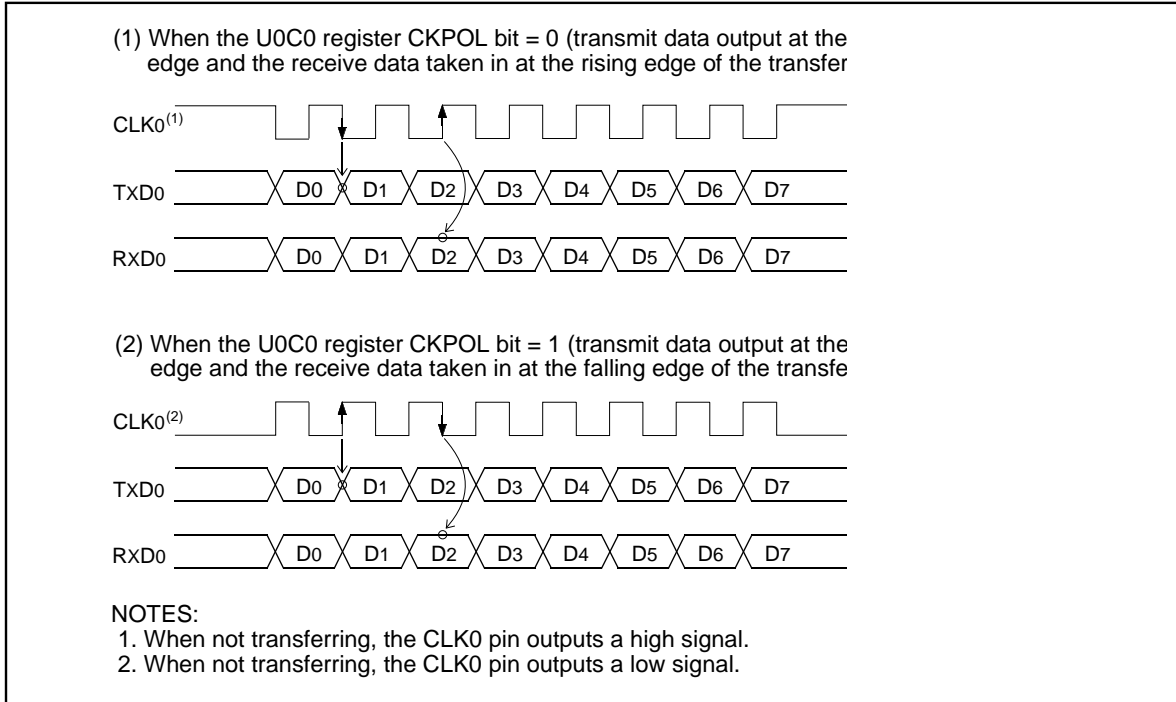 (1) When the U0C0 register CKPOL bit = 0 (transmit data output at the
edge and the receive data taken in at the rising edge of the transfer
CLK0(1)
TXD0 D0 D1 D2 D3 D4 D5 D6 D7
RXD0 D0 D1 D2 D3 D4 D5 D6 D7
(2) When the U0C0 register CKPOL bit = 1 (transmit data output at the
edge and the receive data taken in at the falling edge of the transfe
CLK0(2)
TXD0 D0 D1 D2 D3 D4 D5 D6 D7
RXD0 D0 D1 D2 D3 D4 D5 D6 D7
NOTES:
1. When not transferring, the CLK0 pin outputs a high signal.
2. When not transferring, the CLK0 pin outputs a low signal.